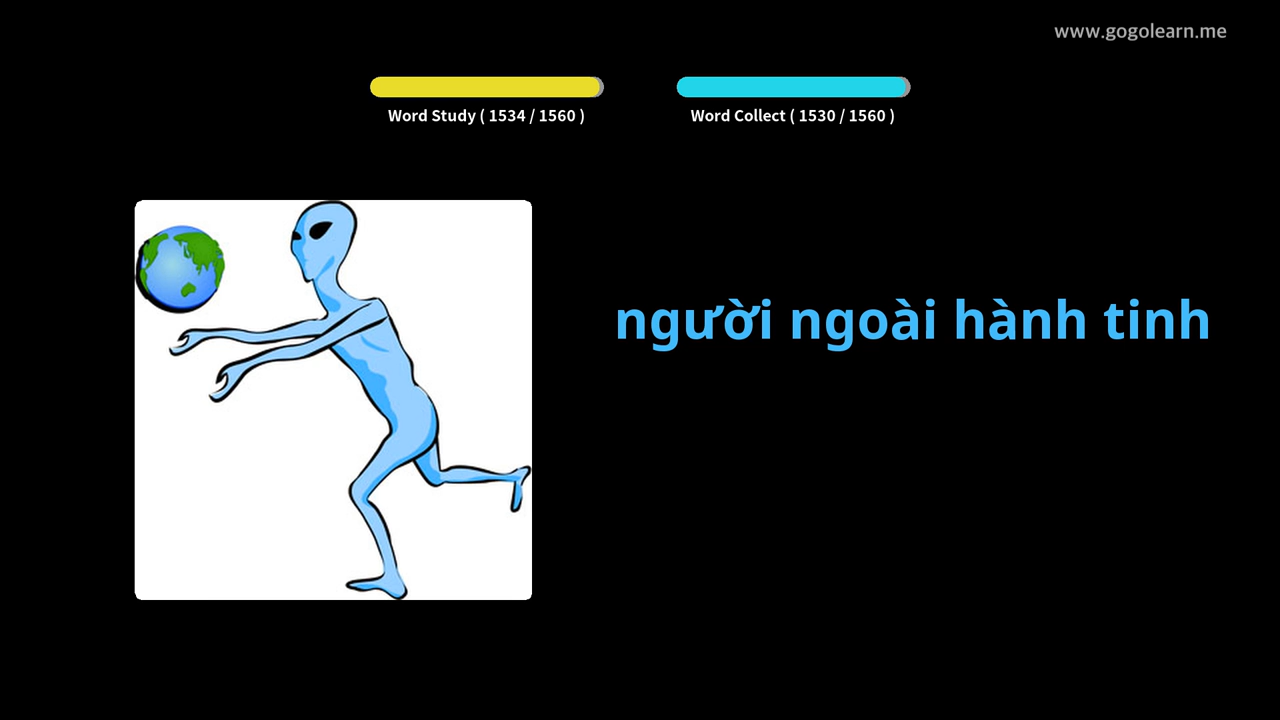 www.gogolearn.me
Word Study ( 1534 / 1560 )
Word Collect ( 1530 / 1560 )
người ngoài hành tinh